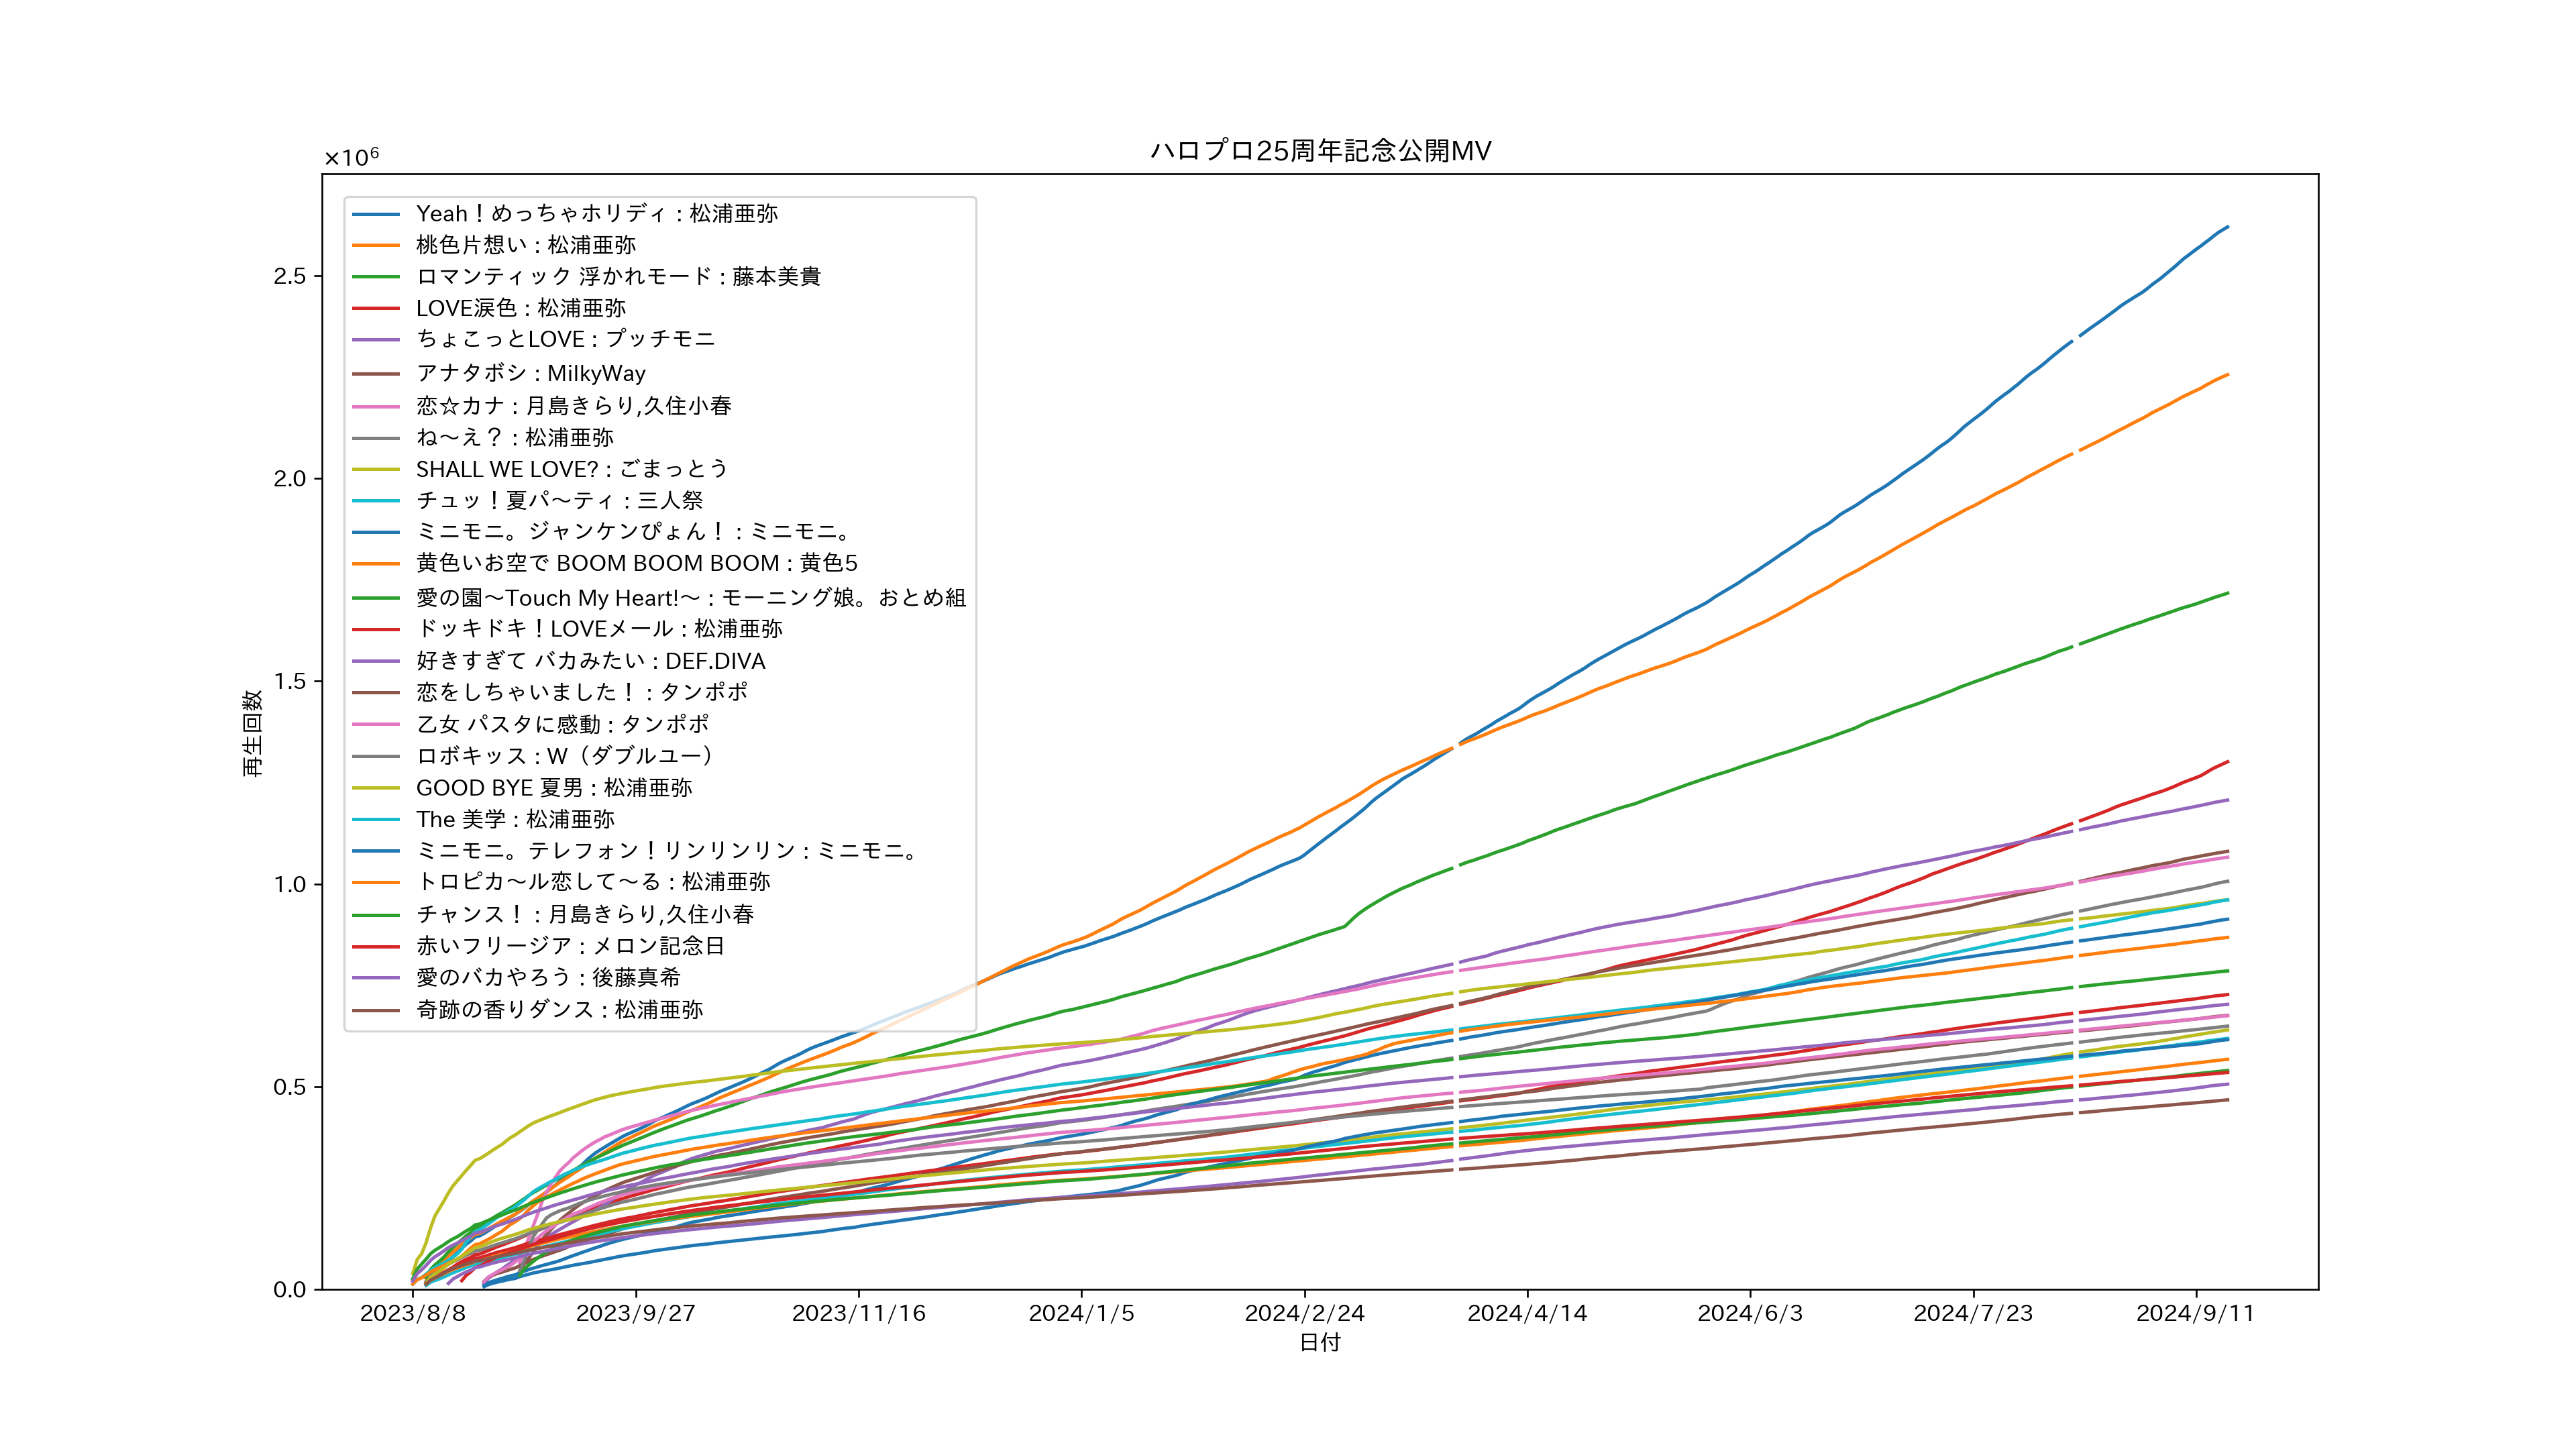 ハロプロ25周年記念公開MV
×10⁶
Yeah！めっちゃホリディ : 松浦亜弥
桃色片想い : 松浦亜弥
ロマンティック 浮かれモード : 藤本美貴
LOVE涙色 : 松浦亜弥
ちょこっとLOVE : プッチモニ
アナタボシ : MilkyWay
恋☆カナ : 月島きらり,久住小春
ね～え？ : 松浦亜弥
SHALL WE LOVE? : ごまっとう
チュッ！夏パ～ティ : 三人祭
ミニモニ。ジャンケンぴょん！ : ミニモニ。
黄色いお空で BOOM BOOM BOOM : 黄色5
愛の園～Touch My Heart!～ : モーニング娘。おとめ組
ドッキドキ！LOVEメール : 松浦亜弥
好きすぎて バカみたい : DEF.DIVA
恋をしちゃいました！ : タンポポ
乙女 パスタに感動 : タンポポ
ロボキッス : W（ダブルユー）
GOOD BYE 夏男 : 松浦亜弥
The 美学 : 松浦亜弥
ミニモニ。テレフォン！リンリンリン : ミニモニ。
トロピカ～ル恋して～る : 松浦亜弥
チャンス！ : 月島きらり,久住小春
赤いフリージア : メロン記念日
愛のバカやろう : 後藤真希
奇跡の香りダンス : 松浦亜弥
2.5
2.0
1.5
1.0
0.5
0.0
再生回数
2023/8/8
2023/9/27
2023/11/16
2024/1/5
2024/2/24
2024/4/14
2024/6/3
2024/7/23
2024/9/11
日付